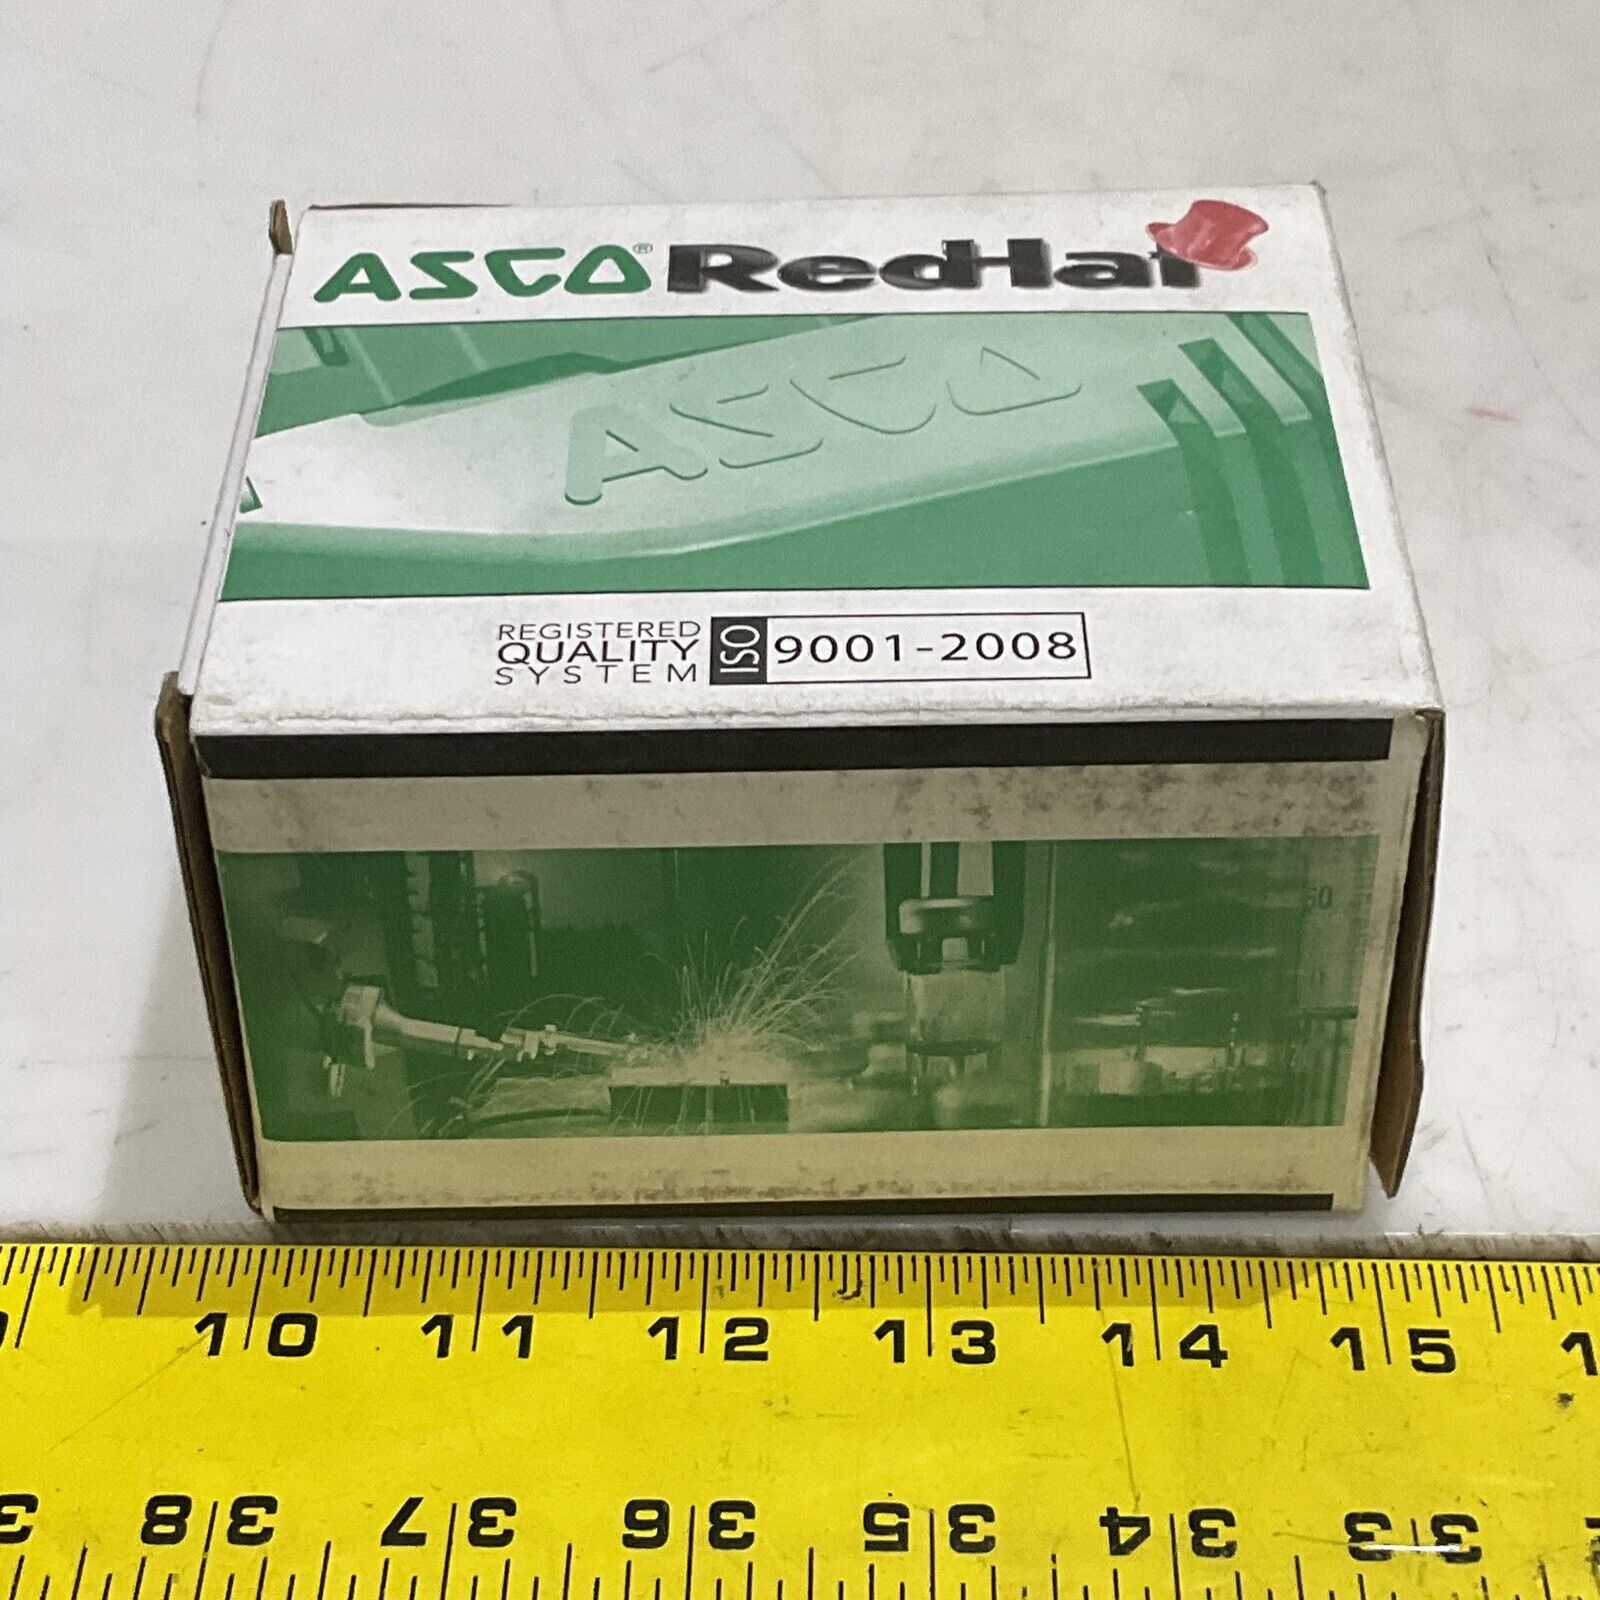 ASCO® RedHat
ASCO
REGISTERED
QUALITY
SYSTEM
ISO 9001-2008
50
10 11 12 13 14 15
38 37 36 35 34 33